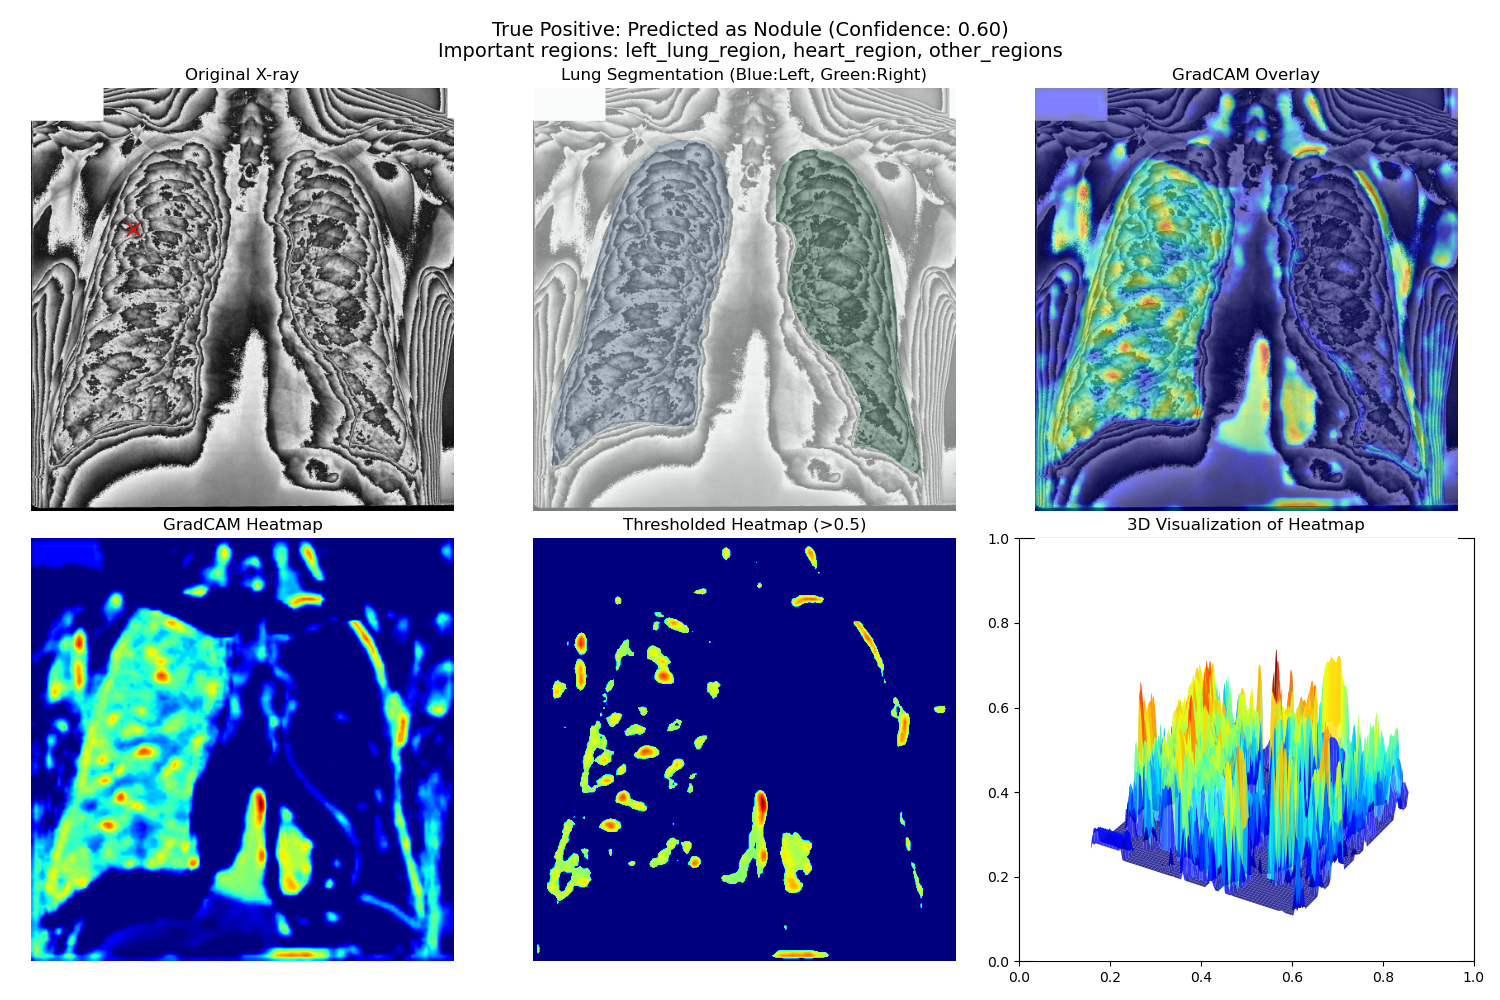 True Positive: Predicted as Nodule (Confidence: 0.60)
Important regions: left_lung_region, heart_region, other_regions
Original X-ray
Lung Segmentation (Blue:Left, Green:Right)
GradCAM Overlay
GradCAM Heatmap
Thresholded Heatmap (>0.5)
3D Visualization of Heatmap
1.0
0.8
0.6
0.4
0.2
0.0
0.0 0.2 0.4 0.6 0.8 1.0